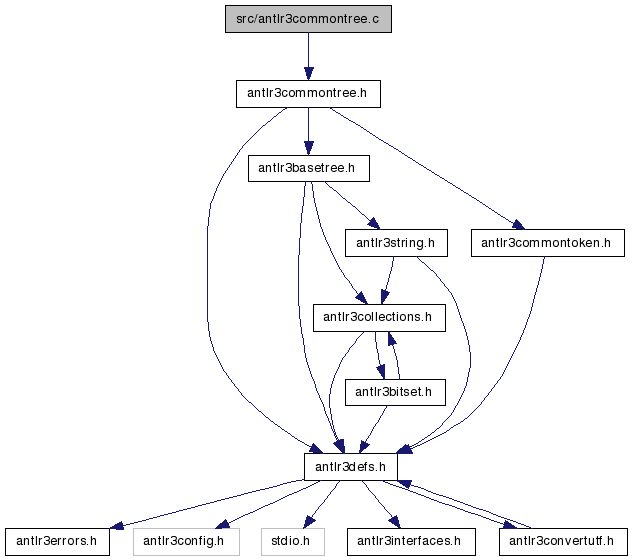 src/antlr3commontree.c
antlr3commontree.h
antlr3basetree.h
antlr3string.h
antlr3commontoken.h
antlr3collections.h
antlr3bitset.h
antlr3defs.h
antlr3errors.h
antlr3config.h
stdio.h
antlr3interfaces.h
antlr3convertutf.h